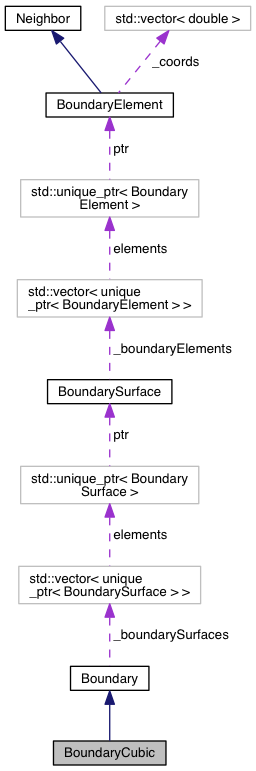 Neighbor
std::vector< double >
_coords
BoundaryElement
ptr
std::unique_ptr< Boundary
Element >
elements
std::vector< unique
_ptr< BoundaryElement > >
_boundaryElements
BoundarySurface
ptr
std::unique_ptr< Boundary
Surface >
elements
std::vector< unique
_ptr< BoundarySurface > >
_boundarySurfaces
Boundary
BoundaryCubic